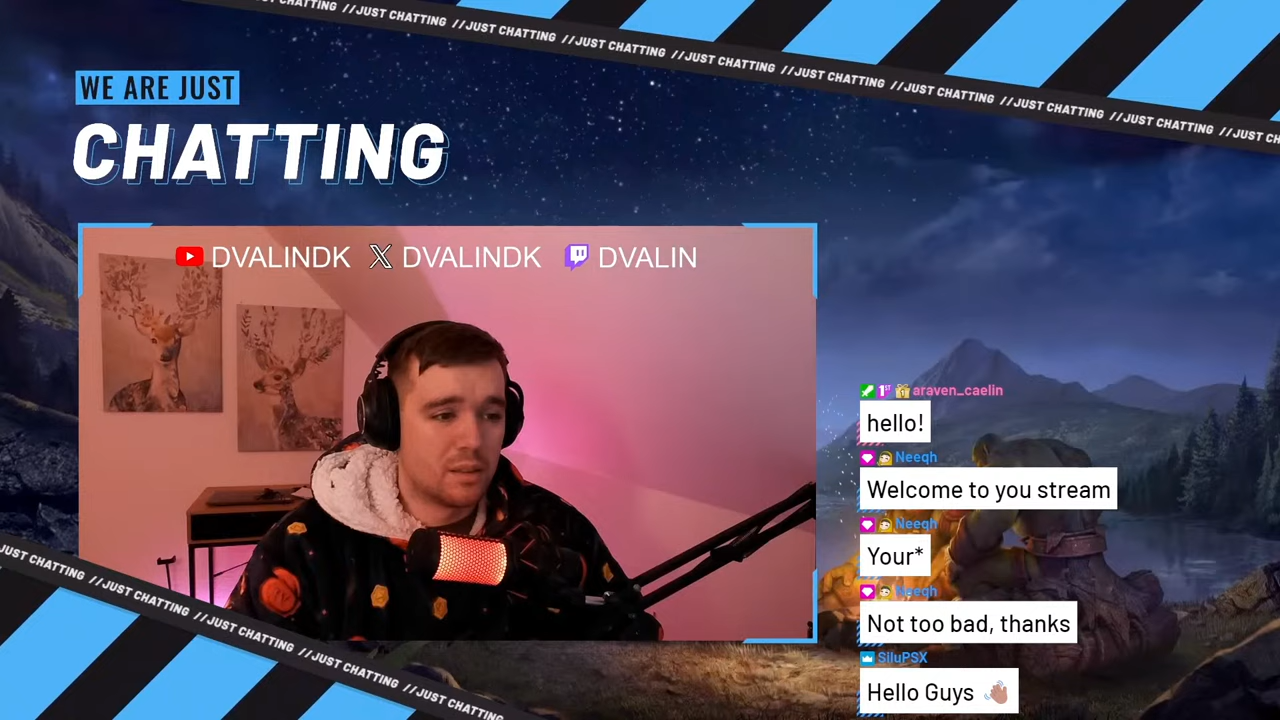 //JUST CHATTING //JUST CHATTING //JUST CHATTING //JUST CHATTING //JUST CHATTING //JUST CHATTING //JUST CHATTING //JUST CHATTING
WE ARE JUST
CHATTING
DVALINDK DVALINDK DVALIN
araven_caelin
hello!
Neeqh
Welcome to you stream
Neeqh
Your*
Neeqh
Not too bad, thanks
SiluPSX
Hello Guys 👋🏽
JUST CHATTING //JUST CHATTING //JUST CHATTING //JUST CHATTING //JUST CHATTING